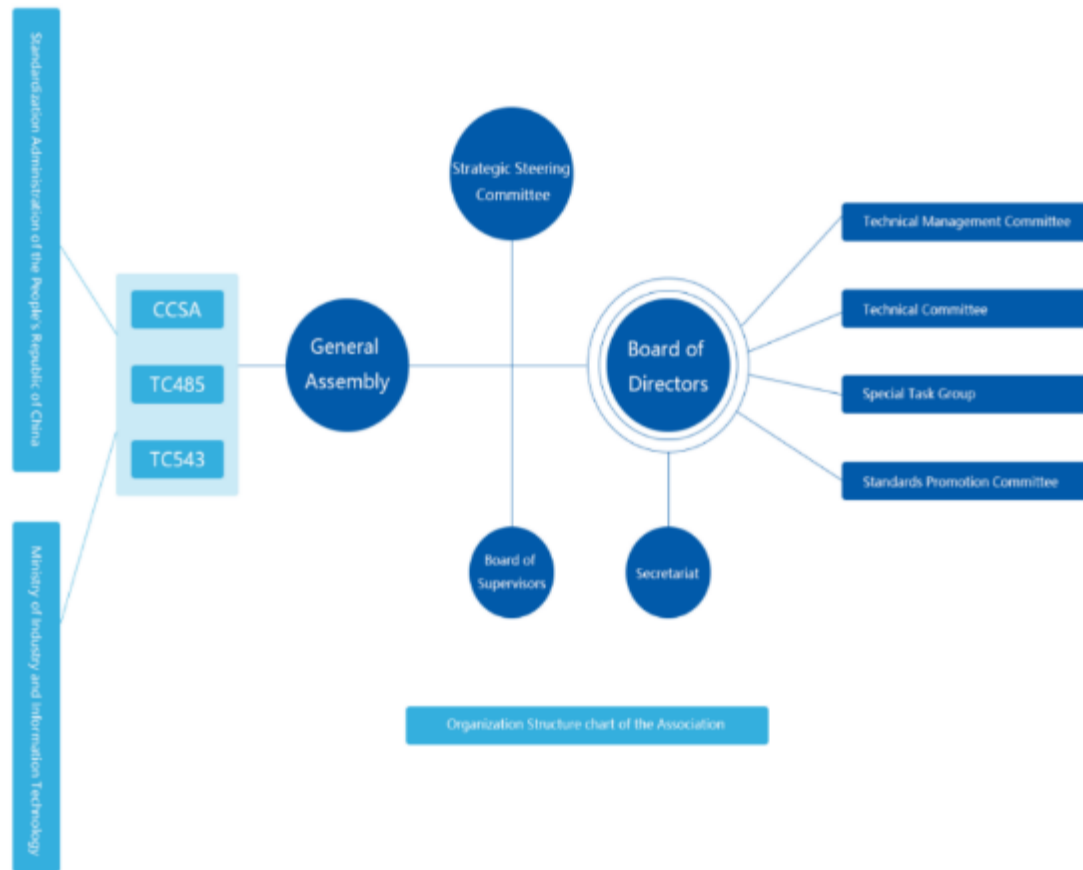 Standardization Administration of the People's Republic of China
Ministry of Industry and Information Technology
CCSA
TC485
TC543
General
Assembly
Strategic Steering
Committee
Board of
Supervisors
Board of
Directors
Secretariat
Technical Management Committee
Technical Committee
Special Task Group
Standards Promotion Committee
Organization Structure chart of the Association